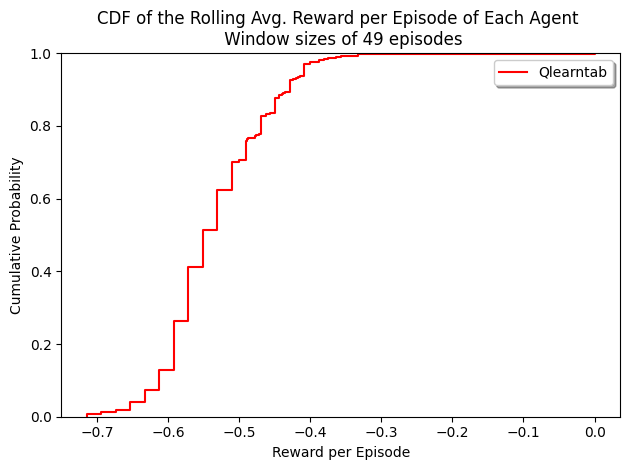 CDF of the Rolling Avg. Reward per Episode of Each Agent
Window sizes of 49 episodes
Qlearntab
Cumulative Probability
1.0
0.8
0.6
0.4
0.2
0.0
−0.7 −0.6 −0.5 −0.4 −0.3 −0.2 −0.1 0.0
Reward per Episode